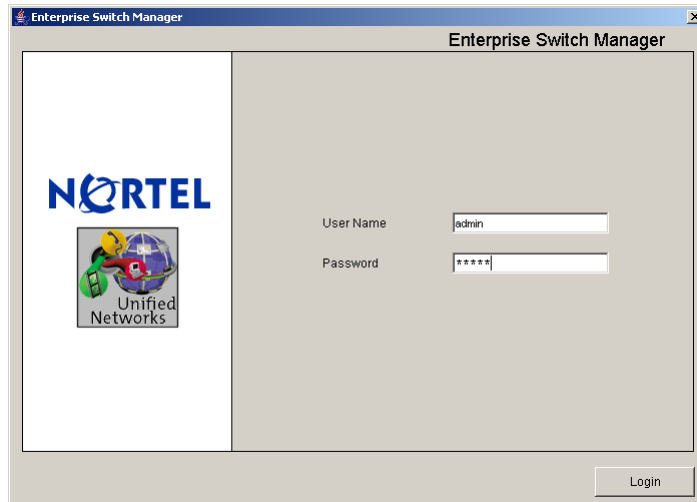 Enterprise Switch Manager
Enterprise Switch Manager
NORTEL
Unified
Networks
User Name
admin
Password
*****
Login